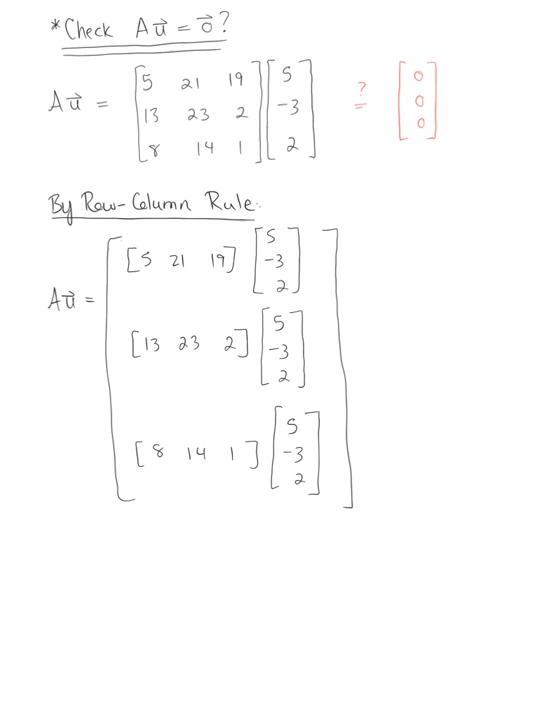 *Check Au⃗ = o⃗ ?
Au⃗ = [5 21 19; 13 23 2; 8 14 1] [5; -3; 2] ?= [0; 0; 0]
By Row-Column Rule.
Au⃗ = [ [5 21 19] [5; -3; 2]
[13 23 2] [5; -3; 2]
[8 14 1] [5; -3; 2] ]